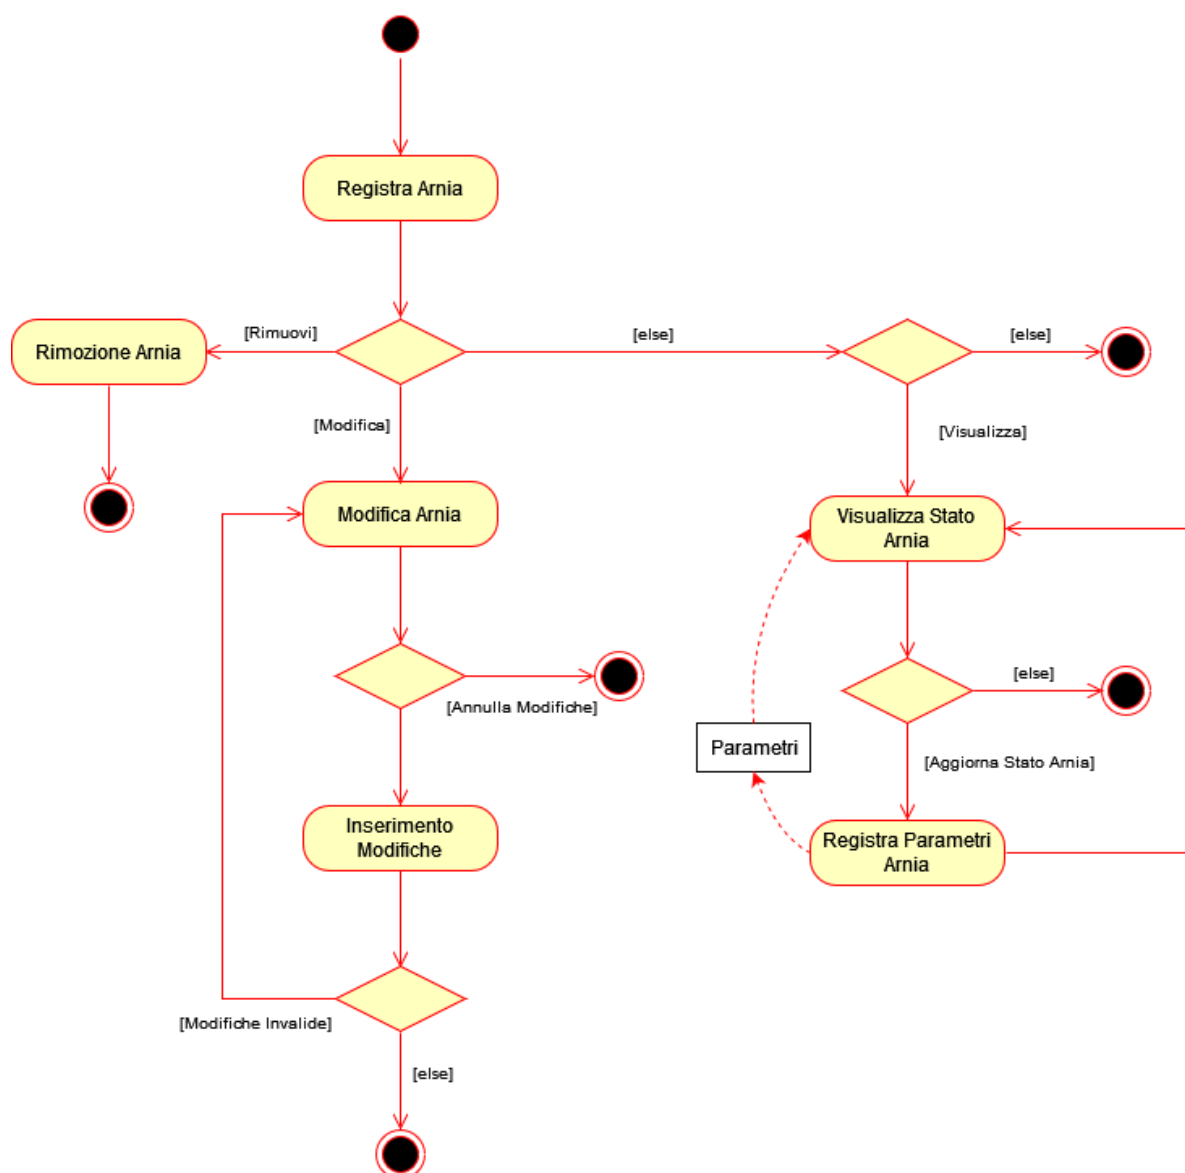 Registra Arnia
[Rimuovi]
[else]
[else]
Rimozione Arnia
[Modifica]
[Visualizza]
Modifica Arnia
Visualizza Stato
Arnia
[else]
[Annulla Modifiche]
Parametri
[Aggiorna Stato Arnia]
Inserimento
Modifiche
Registra Parametri
Arnia
[Modifiche Invalide]
[else]